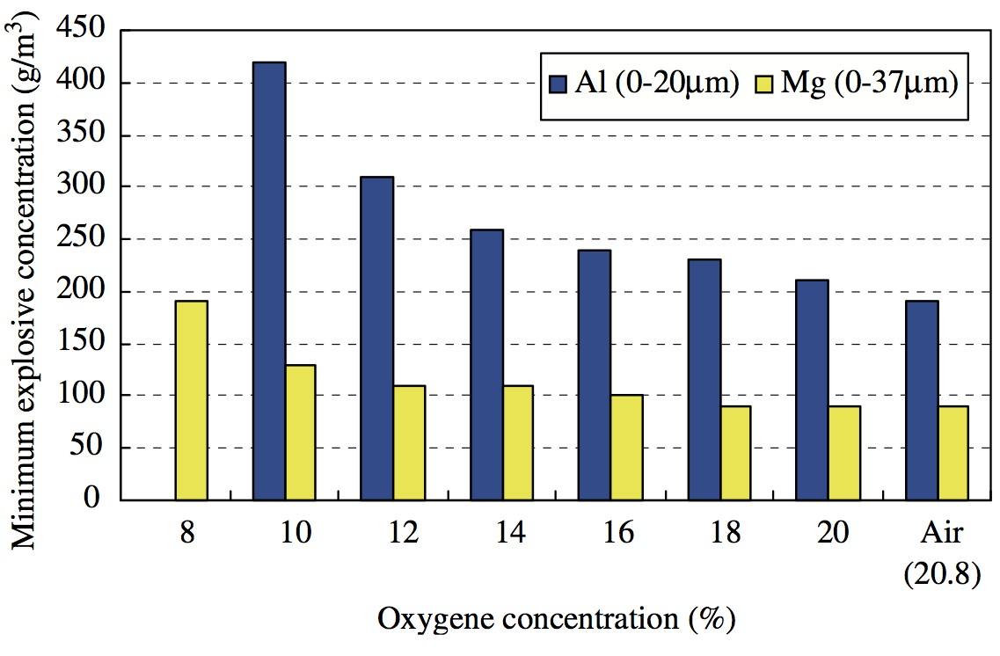 Minimum explosive concentration (g/m³)
450
400
350
300
250
200
150
100
50
0
Al (0-20μm) Mg (0-37μm)
8 10 12 14 16 18 20 Air
(20.8)
Oxygene concentration (%)